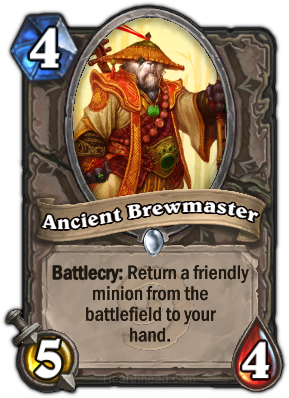 4
Ancient Brewmaster
Battlecry: Return a friendly
minion from the
battlefield to your
hand.
5
4